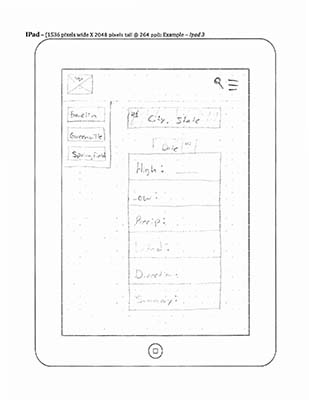 IPad – (1536 pixels wide X 2048 pixels tall @ 264 ppi) Example – Ipad 3
Greenville
Springfield
City, State
Date
High:
Low:
Precip:
Wind:
Direction:
Summary: